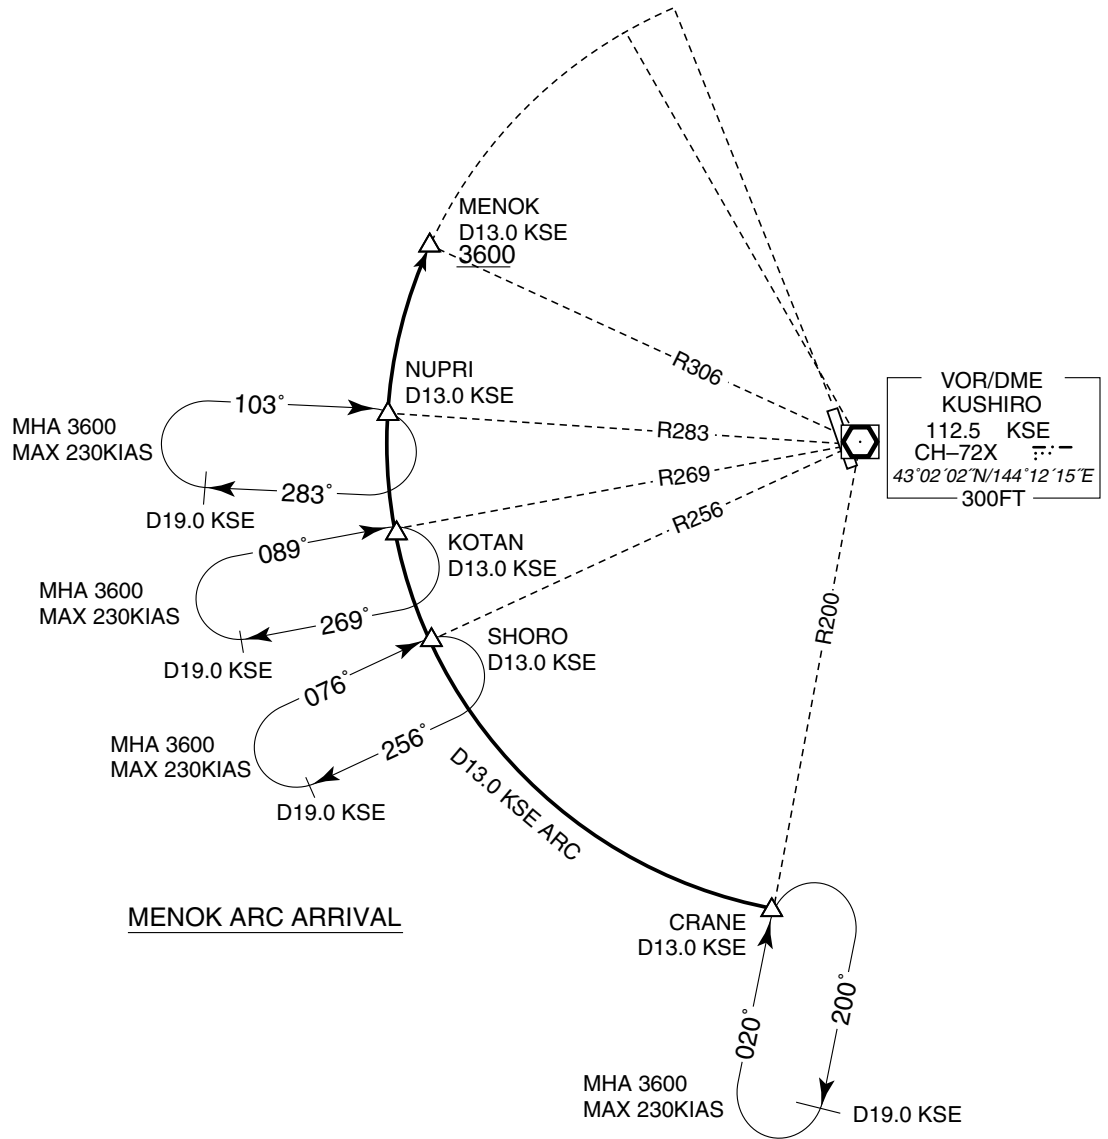 MENOK
D13.0 KSE
3600
R306
NUPRI
D13.0 KSE
103°
MHA 3600
MAX 230KIAS
283°
D19.0 KSE
R283
R269
R256
VOR/DME
KUSHIRO
112.5 KSE
CH–72X
43°02´02˝N/144°12´15˝E
300FT
KOTAN
D13.0 KSE
089°
MHA 3600
MAX 230KIAS
269°
D19.0 KSE
SHORO
D13.0 KSE
076°
MHA 3600
MAX 230KIAS
256°
D19.0 KSE
R200
D13.0 KSE ARC
MENOK ARC ARRIVAL
CRANE
D13.0 KSE
020°
200°
MHA 3600
MAX 230KIAS
D19.0 KSE